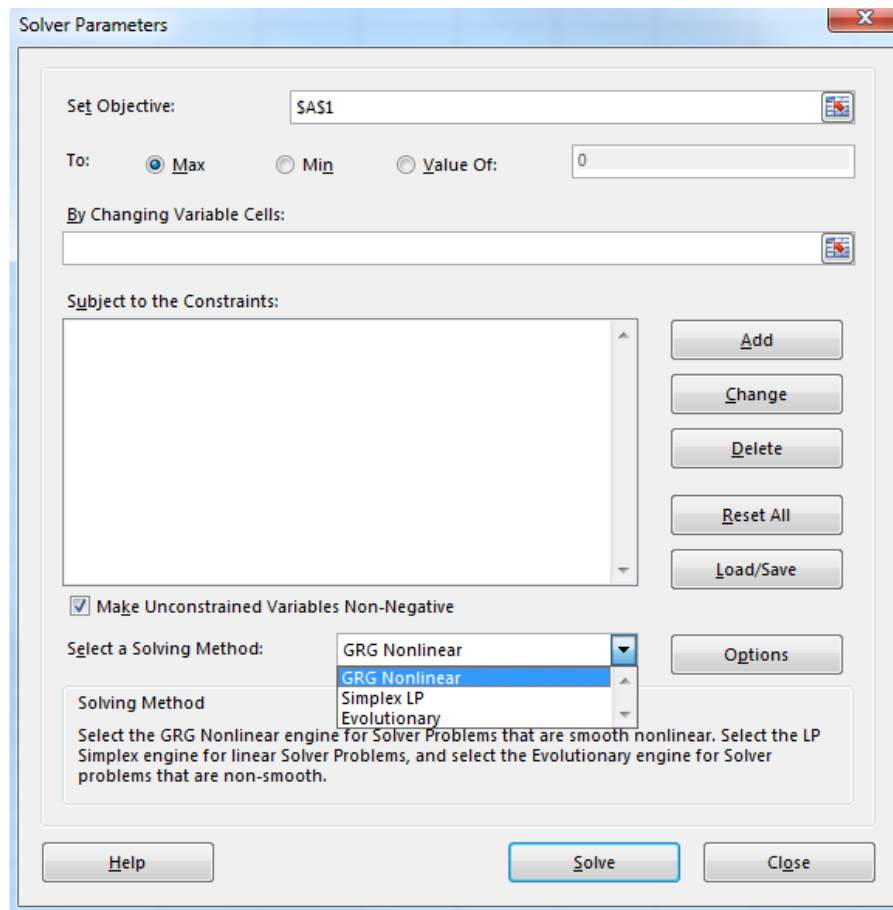 Solver Parameters
Set Objective: $A$1
To: Max Min Value Of: 0
By Changing Variable Cells:
Subject to the Constraints:
Add
Change
Delete
Reset All
Load/Save
Make Unconstrained Variables Non-Negative
Select a Solving Method: GRG Nonlinear Options
GRG Nonlinear
Simplex LP
Evolutionary
Solving Method
Select the GRG Nonlinear engine for Solver Problems that are smooth nonlinear. Select the LP
Simplex engine for linear Solver Problems, and select the Evolutionary engine for Solver
problems that are non-smooth.
Help Solve Close